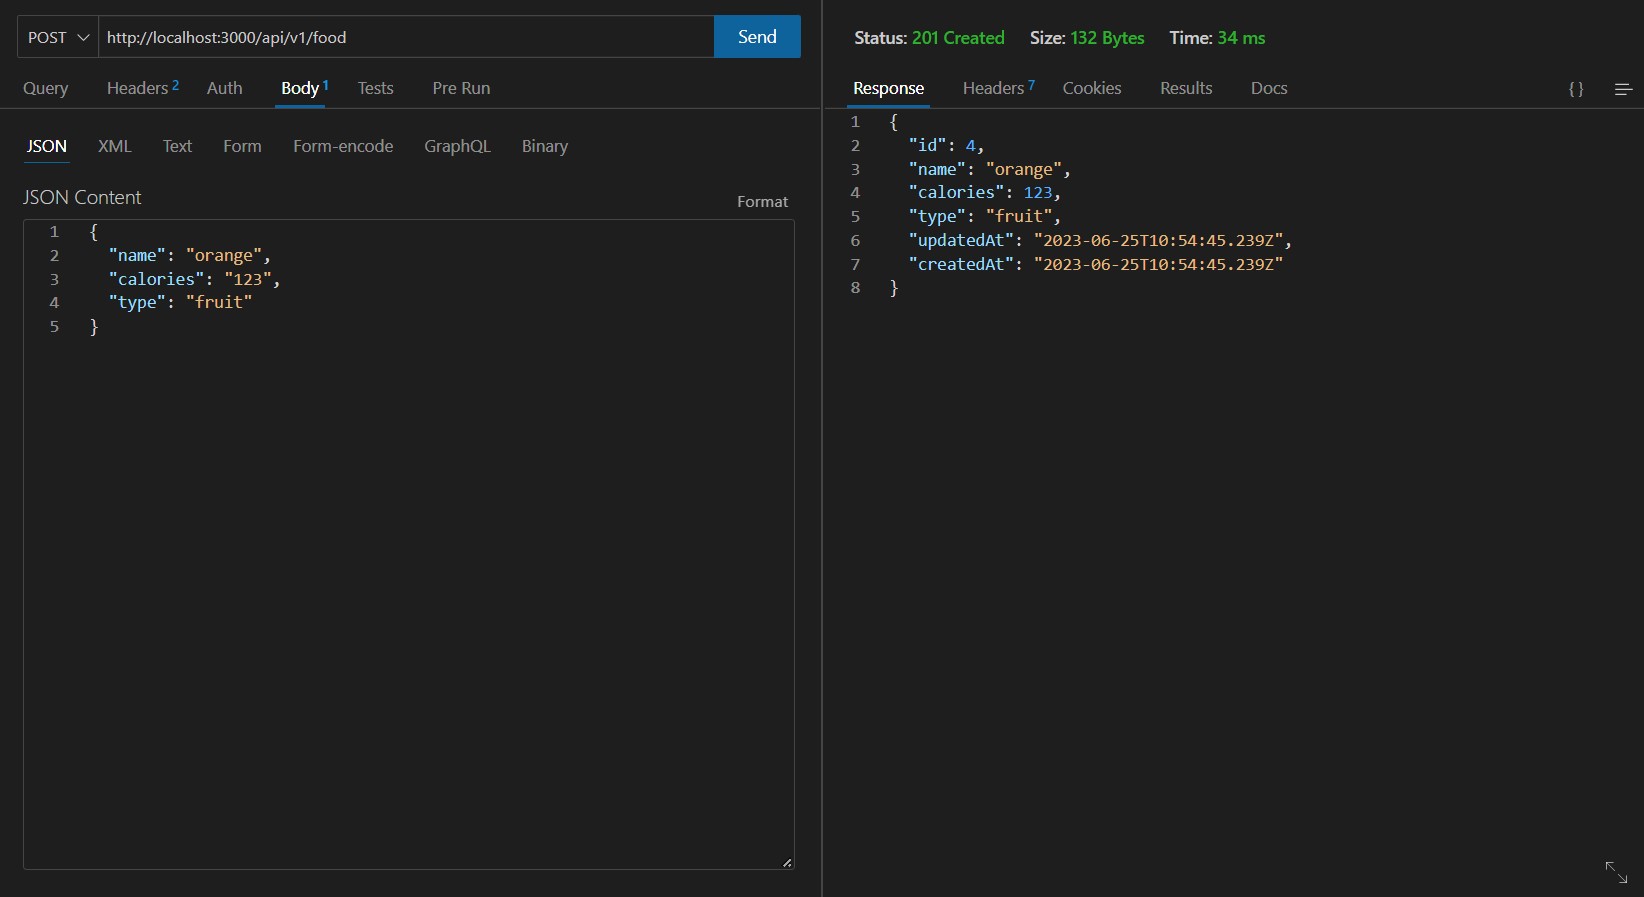 POST http://localhost:3000/api/v1/food Send
Query Headers 2 Auth Body 1 Tests Pre Run
JSON XML Text Form Form-encode GraphQL Binary
JSON Content
Format
1 {
2 "name": "orange",
3 "calories": "123",
4 "type": "fruit"
5 }
Status: 201 Created Size: 132 Bytes Time: 34 ms
Response Headers 7 Cookies Results Docs {}
1 {
2 "id": 4,
3 "name": "orange",
4 "calories": 123,
5 "type": "fruit",
6 "updatedAt": "2023-06-25T10:54:45.239Z",
7 "createdAt": "2023-06-25T10:54:45.239Z"
8 }